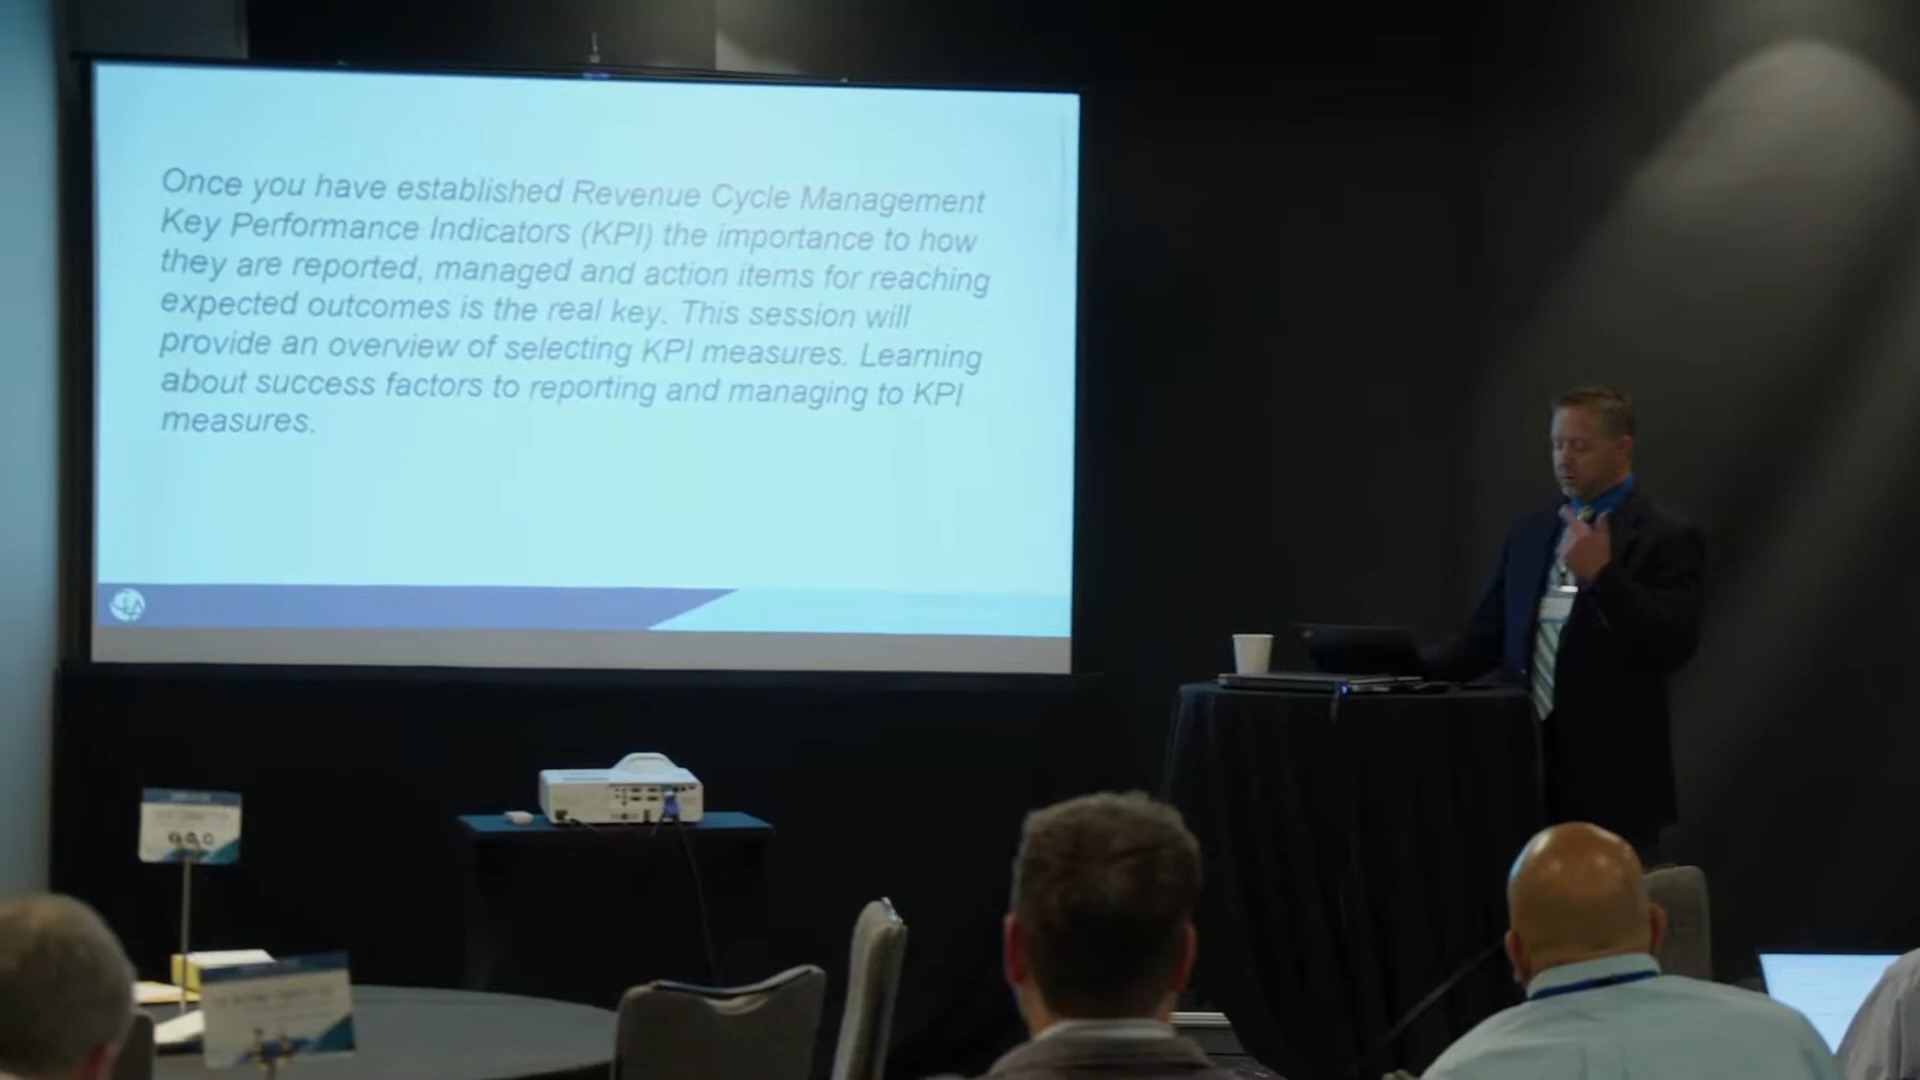 Once you have established Revenue Cycle Management
Key Performance Indicators (KPI) the importance to how
they are reported, managed and action items for reaching
expected outcomes is the real key. This session will
provide an overview of selecting KPI measures. Learning
about success factors to reporting and managing to KPI
measures.